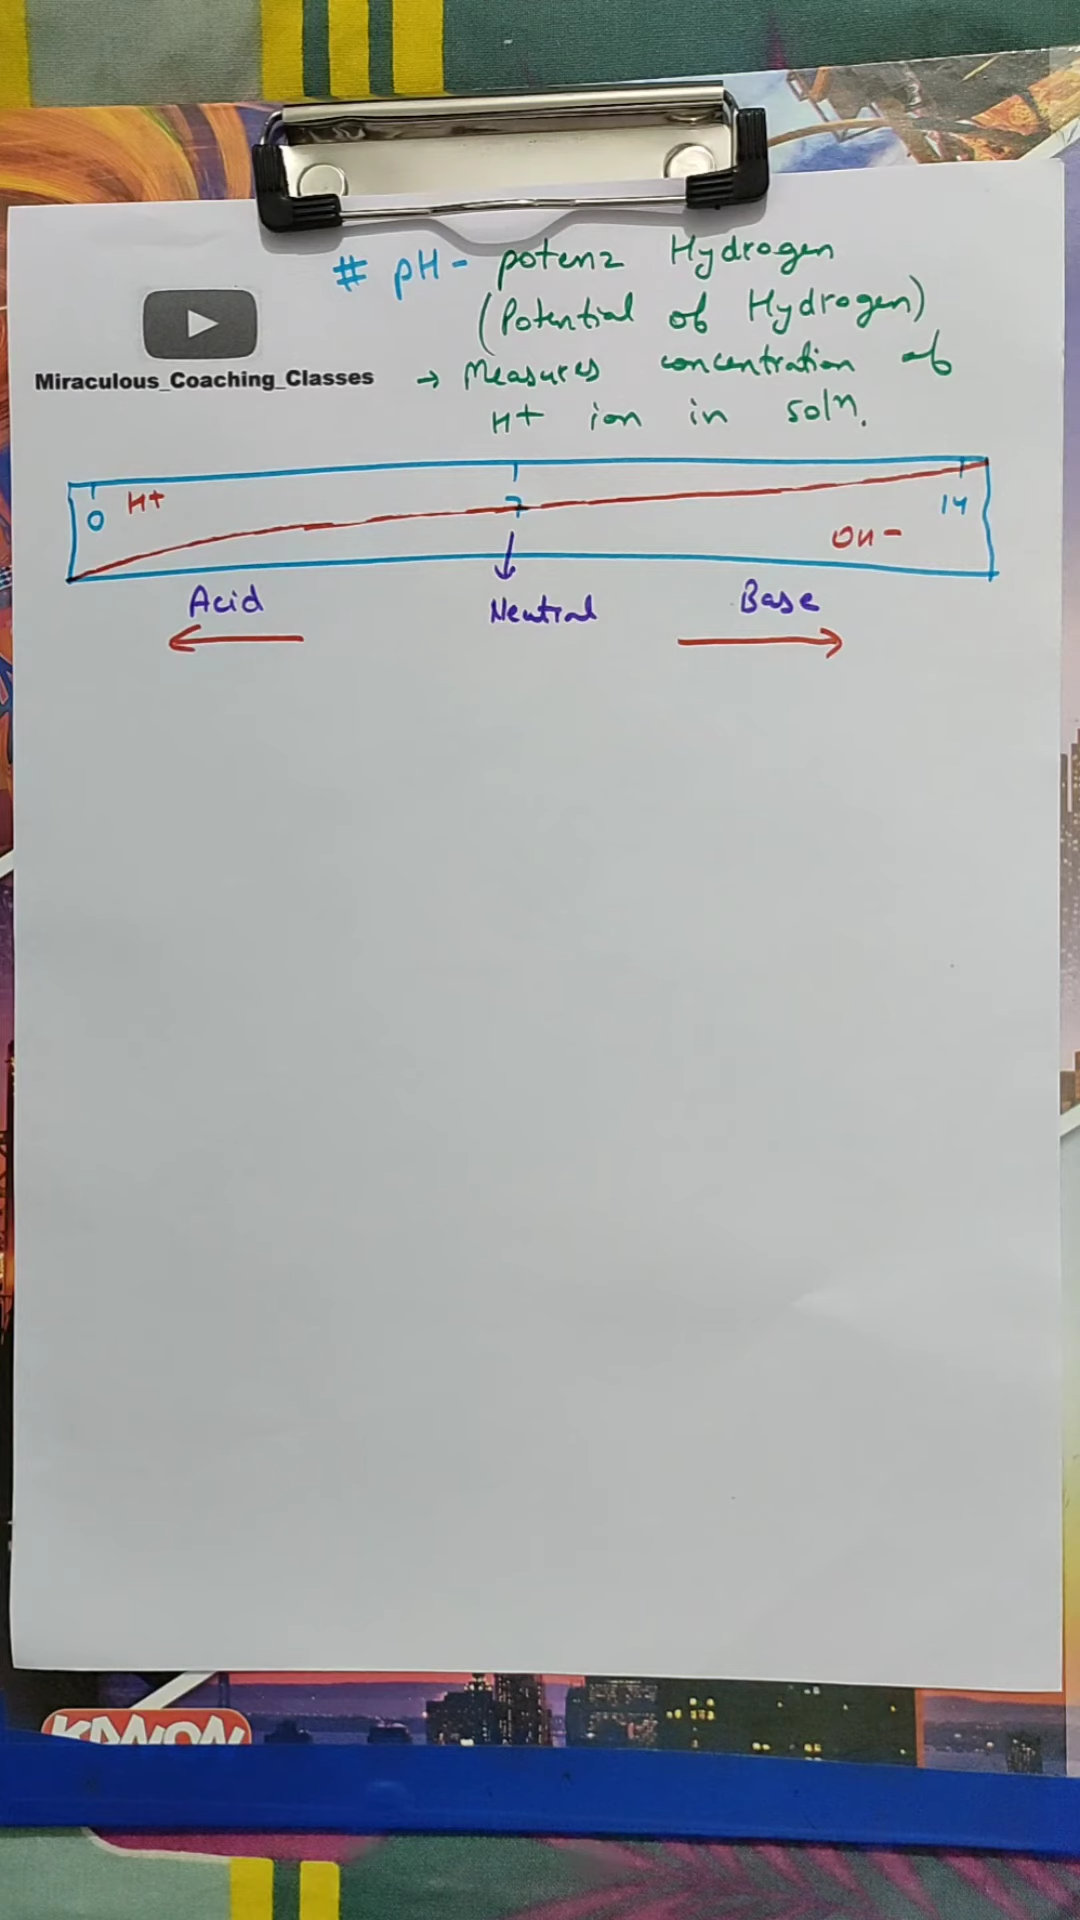 # pH - potenz Hydrogen
(Potential of Hydrogen)
Miraculous_Coaching_Classes
→ Measures concentration of
H+ ion in soln.
0 H+ 7 14
OH-
Acid Neutral Base
KANON